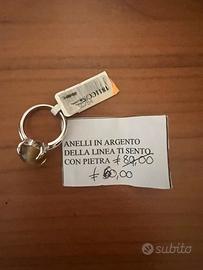 ANELLI IN ARGENTO
DELLA LINEA TI SENTO
CON PIETRA € 89,00
€ 60,00
subito